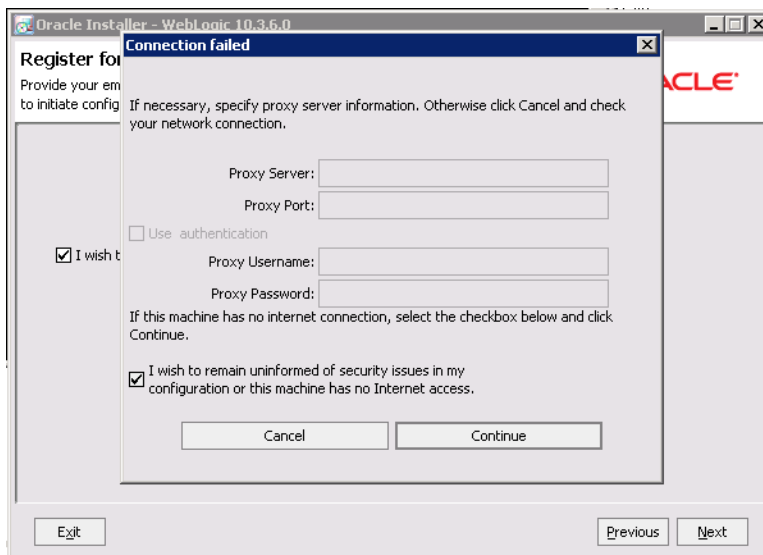 Oracle Installer - WebLogic 10.3.6.0
Connection failed
Register for
Provide your em
to initiate config
ACLE
If necessary, specify proxy server information. Otherwise click Cancel and check
your network connection.
Proxy Server:
Proxy Port:
Use authentication
I wish t
Proxy Username:
Proxy Password:
If this machine has no internet connection, select the checkbox below and click
Continue.
I wish to remain uninformed of security issues in my
configuration or this machine has no Internet access.
Cancel
Continue
Exit
Previous
Next